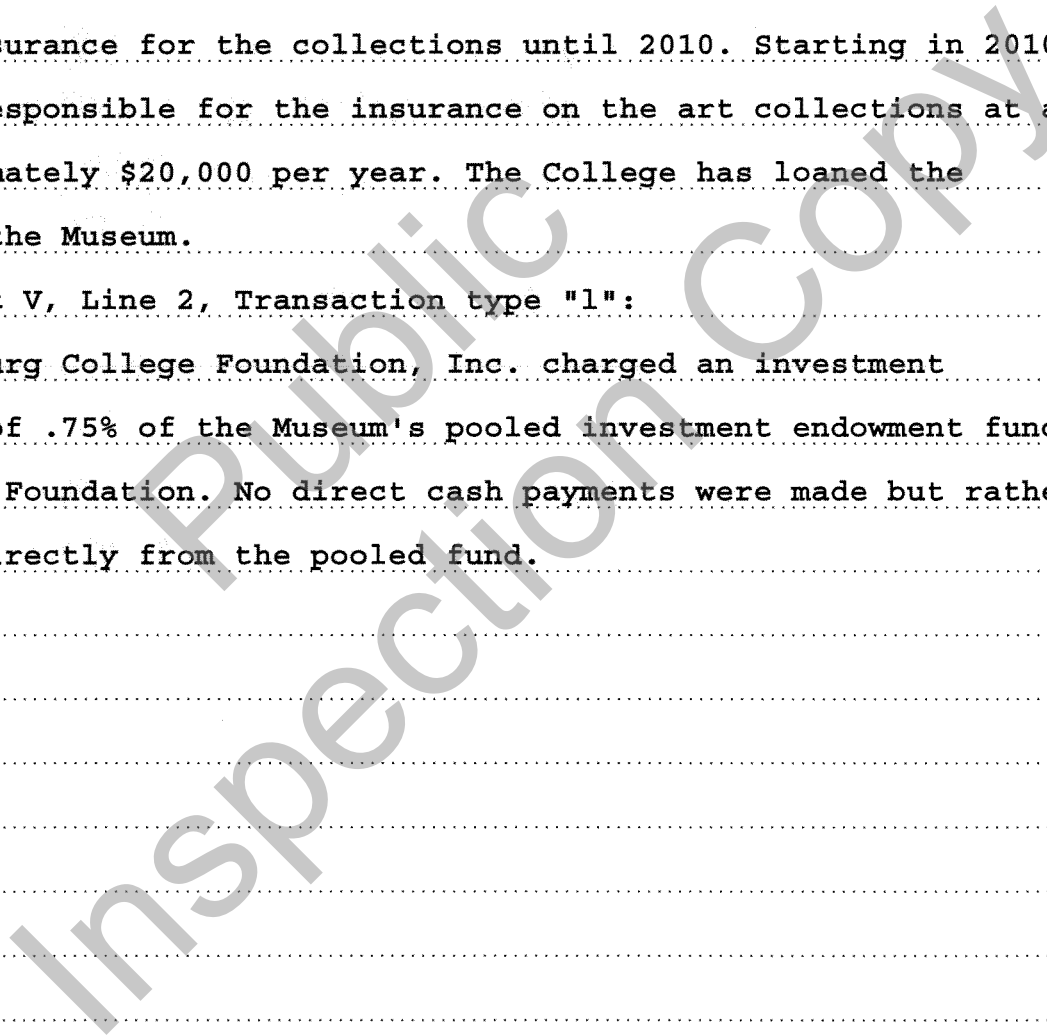 surance for the collections until 2010. Starting in 2010
esponsible for the insurance on the art collections at a
nately $20,000 per year. The College has loaned the
the Museum.
t V, Line 2, Transaction type "l":
urg College Foundation, Inc. charged an investment
of .75% of the Museum's pooled investment endowment fund
Foundation. No direct cash payments were made but rathe
irectly from the pooled fund.
Public
Inspection Copy